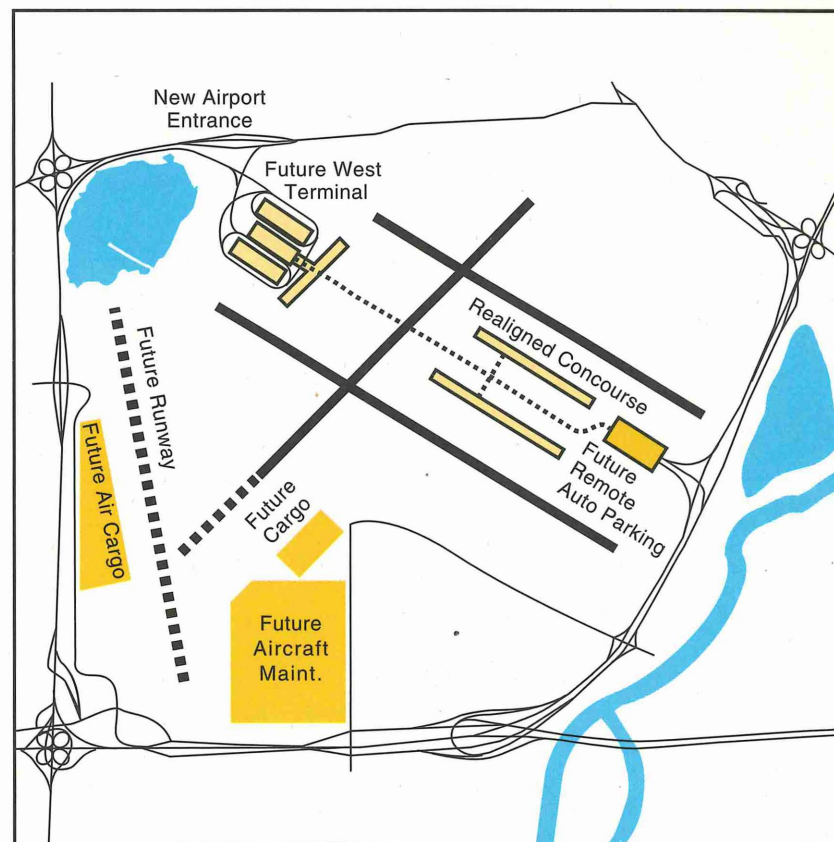 New Airport
Entrance
Future West
Terminal
Realigned Concourse
Future Runway
Future
Remote
Auto Parking
Future Air Cargo
Future
Cargo
Future
Aircraft
Maint.